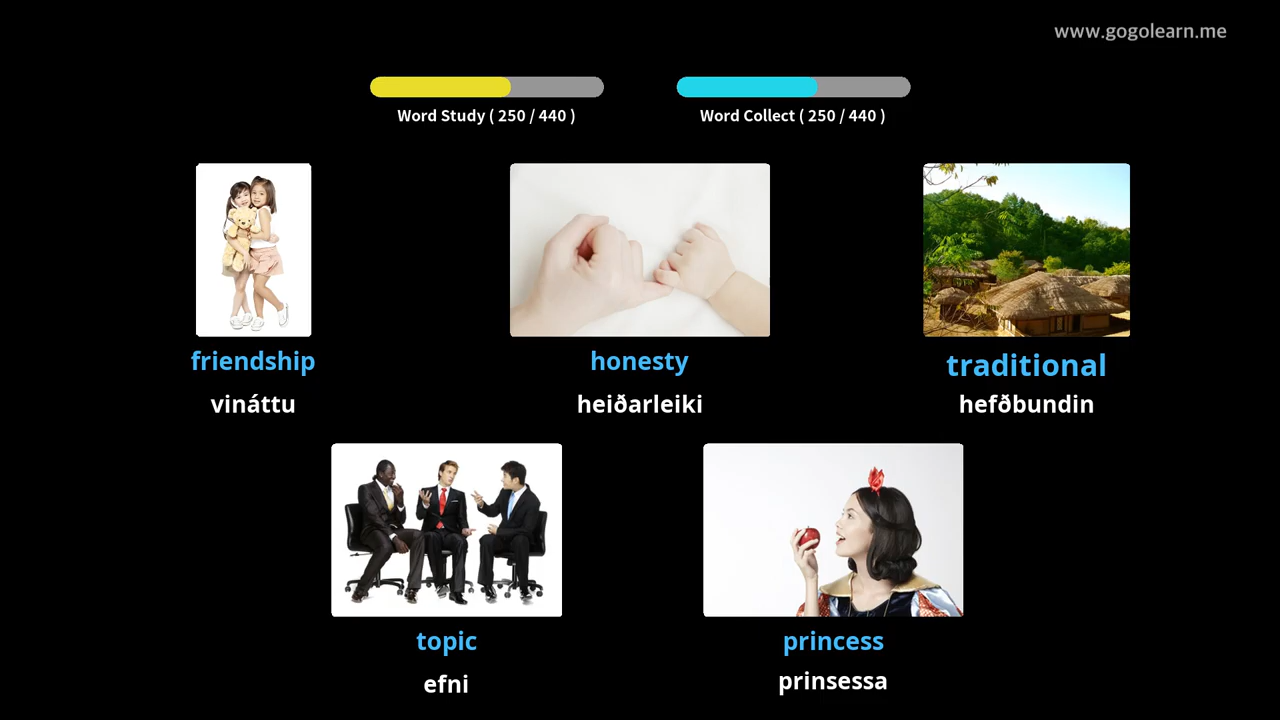 www.gogolearn.me
Word Study ( 250 / 440 )
Word Collect ( 250 / 440 )
friendship
honesty
traditional
vináttu
heiðarleiki
hefðbundin
topic
princess
efni
prinsessa